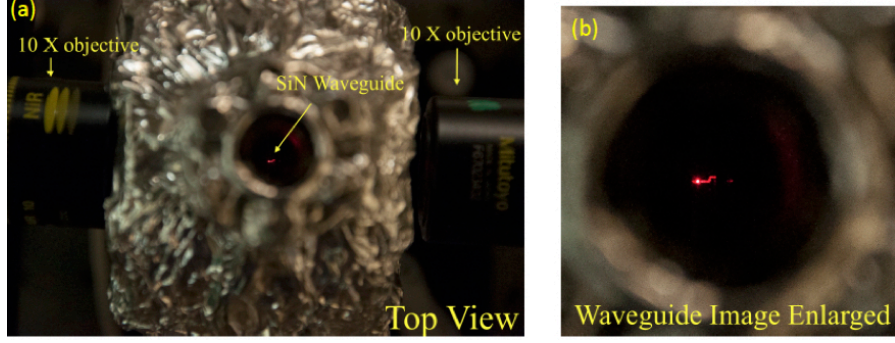 (a)
10 X objective
10 X objective
SiN Waveguide
NIR
Mitutoyo
Top View
(b)
Waveguide Image Enlarged